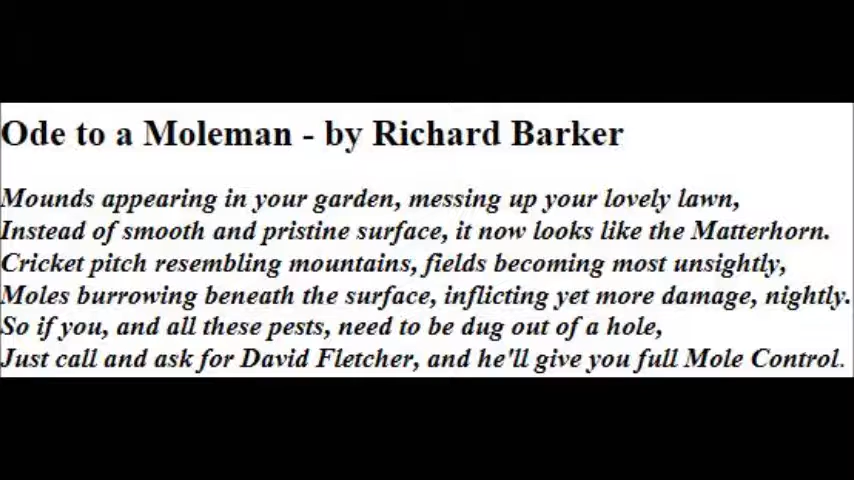 Ode to a Moleman - by Richard Barker
Mounds appearing in your garden, messing up your lovely lawn,
Instead of smooth and pristine surface, it now looks like the Matterhorn.
Cricket pitch resembling mountains, fields becoming most unsightly,
Moles burrowing beneath the surface, inflicting yet more damage, nightly.
So if you, and all these pests, need to be dug out of a hole,
Just call and ask for David Fletcher, and he'll give you full Mole Control.